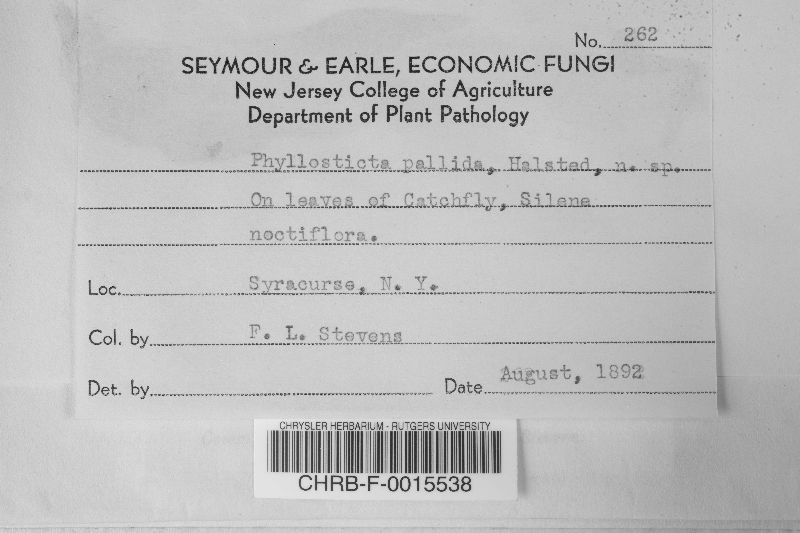 No. 262
SEYMOUR & EARLE, ECONOMIC FUNGI
New Jersey College of Agriculture
Department of Plant Pathology
Phyllosticta pallida, Halsted, n. sp.
On leaves of Catchfly, Silene
noctiflora.
Loc. Syracurse, N. Y.
Col. by F. L. Stevens
Det. by Date August, 1892
CHRYSLER HERBARIUM - RUTGERS UNIVERSITY
CHRB-F-0015538